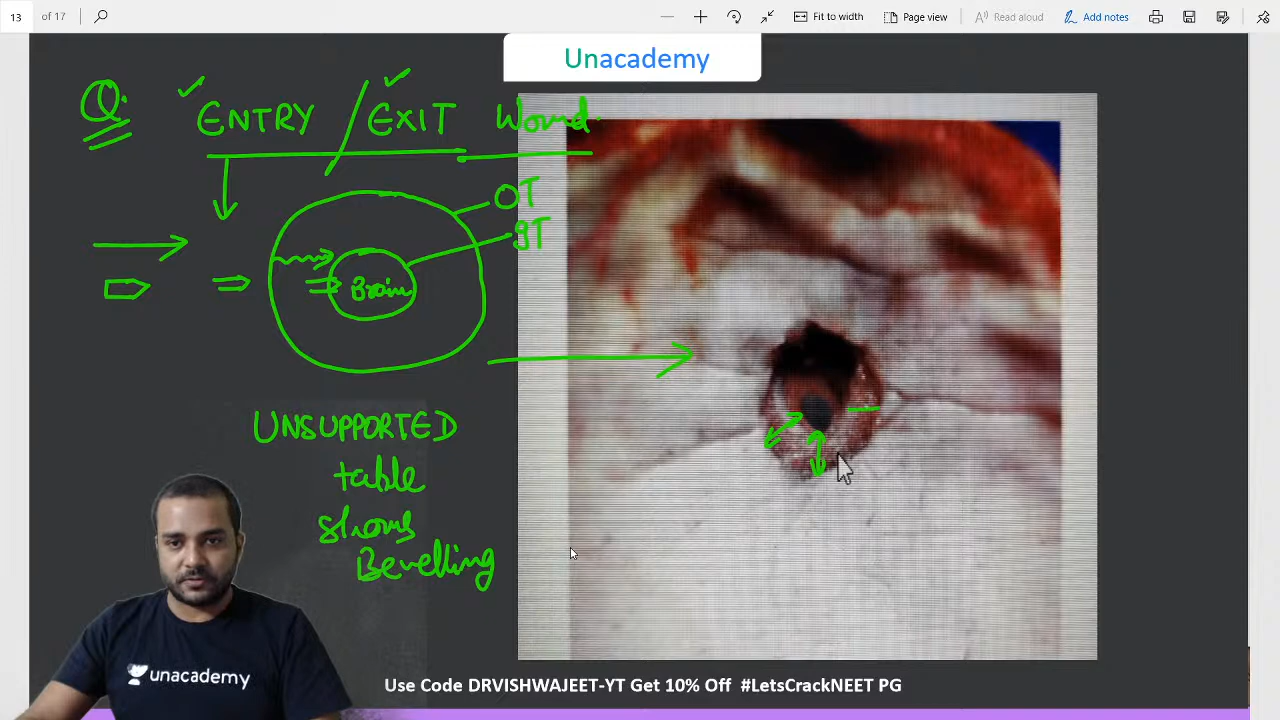 13 of 17 Fit to width Page view Read aloud Add notes
Unacademy
Q. ENTRY / EXIT Wound.
OT
IT
Brain
UNSUPPORTED
table
shows
Bevelling
unacademy
Use Code DRVISHWAJEET-YT Get 10% Off #LetsCrackNEET PG